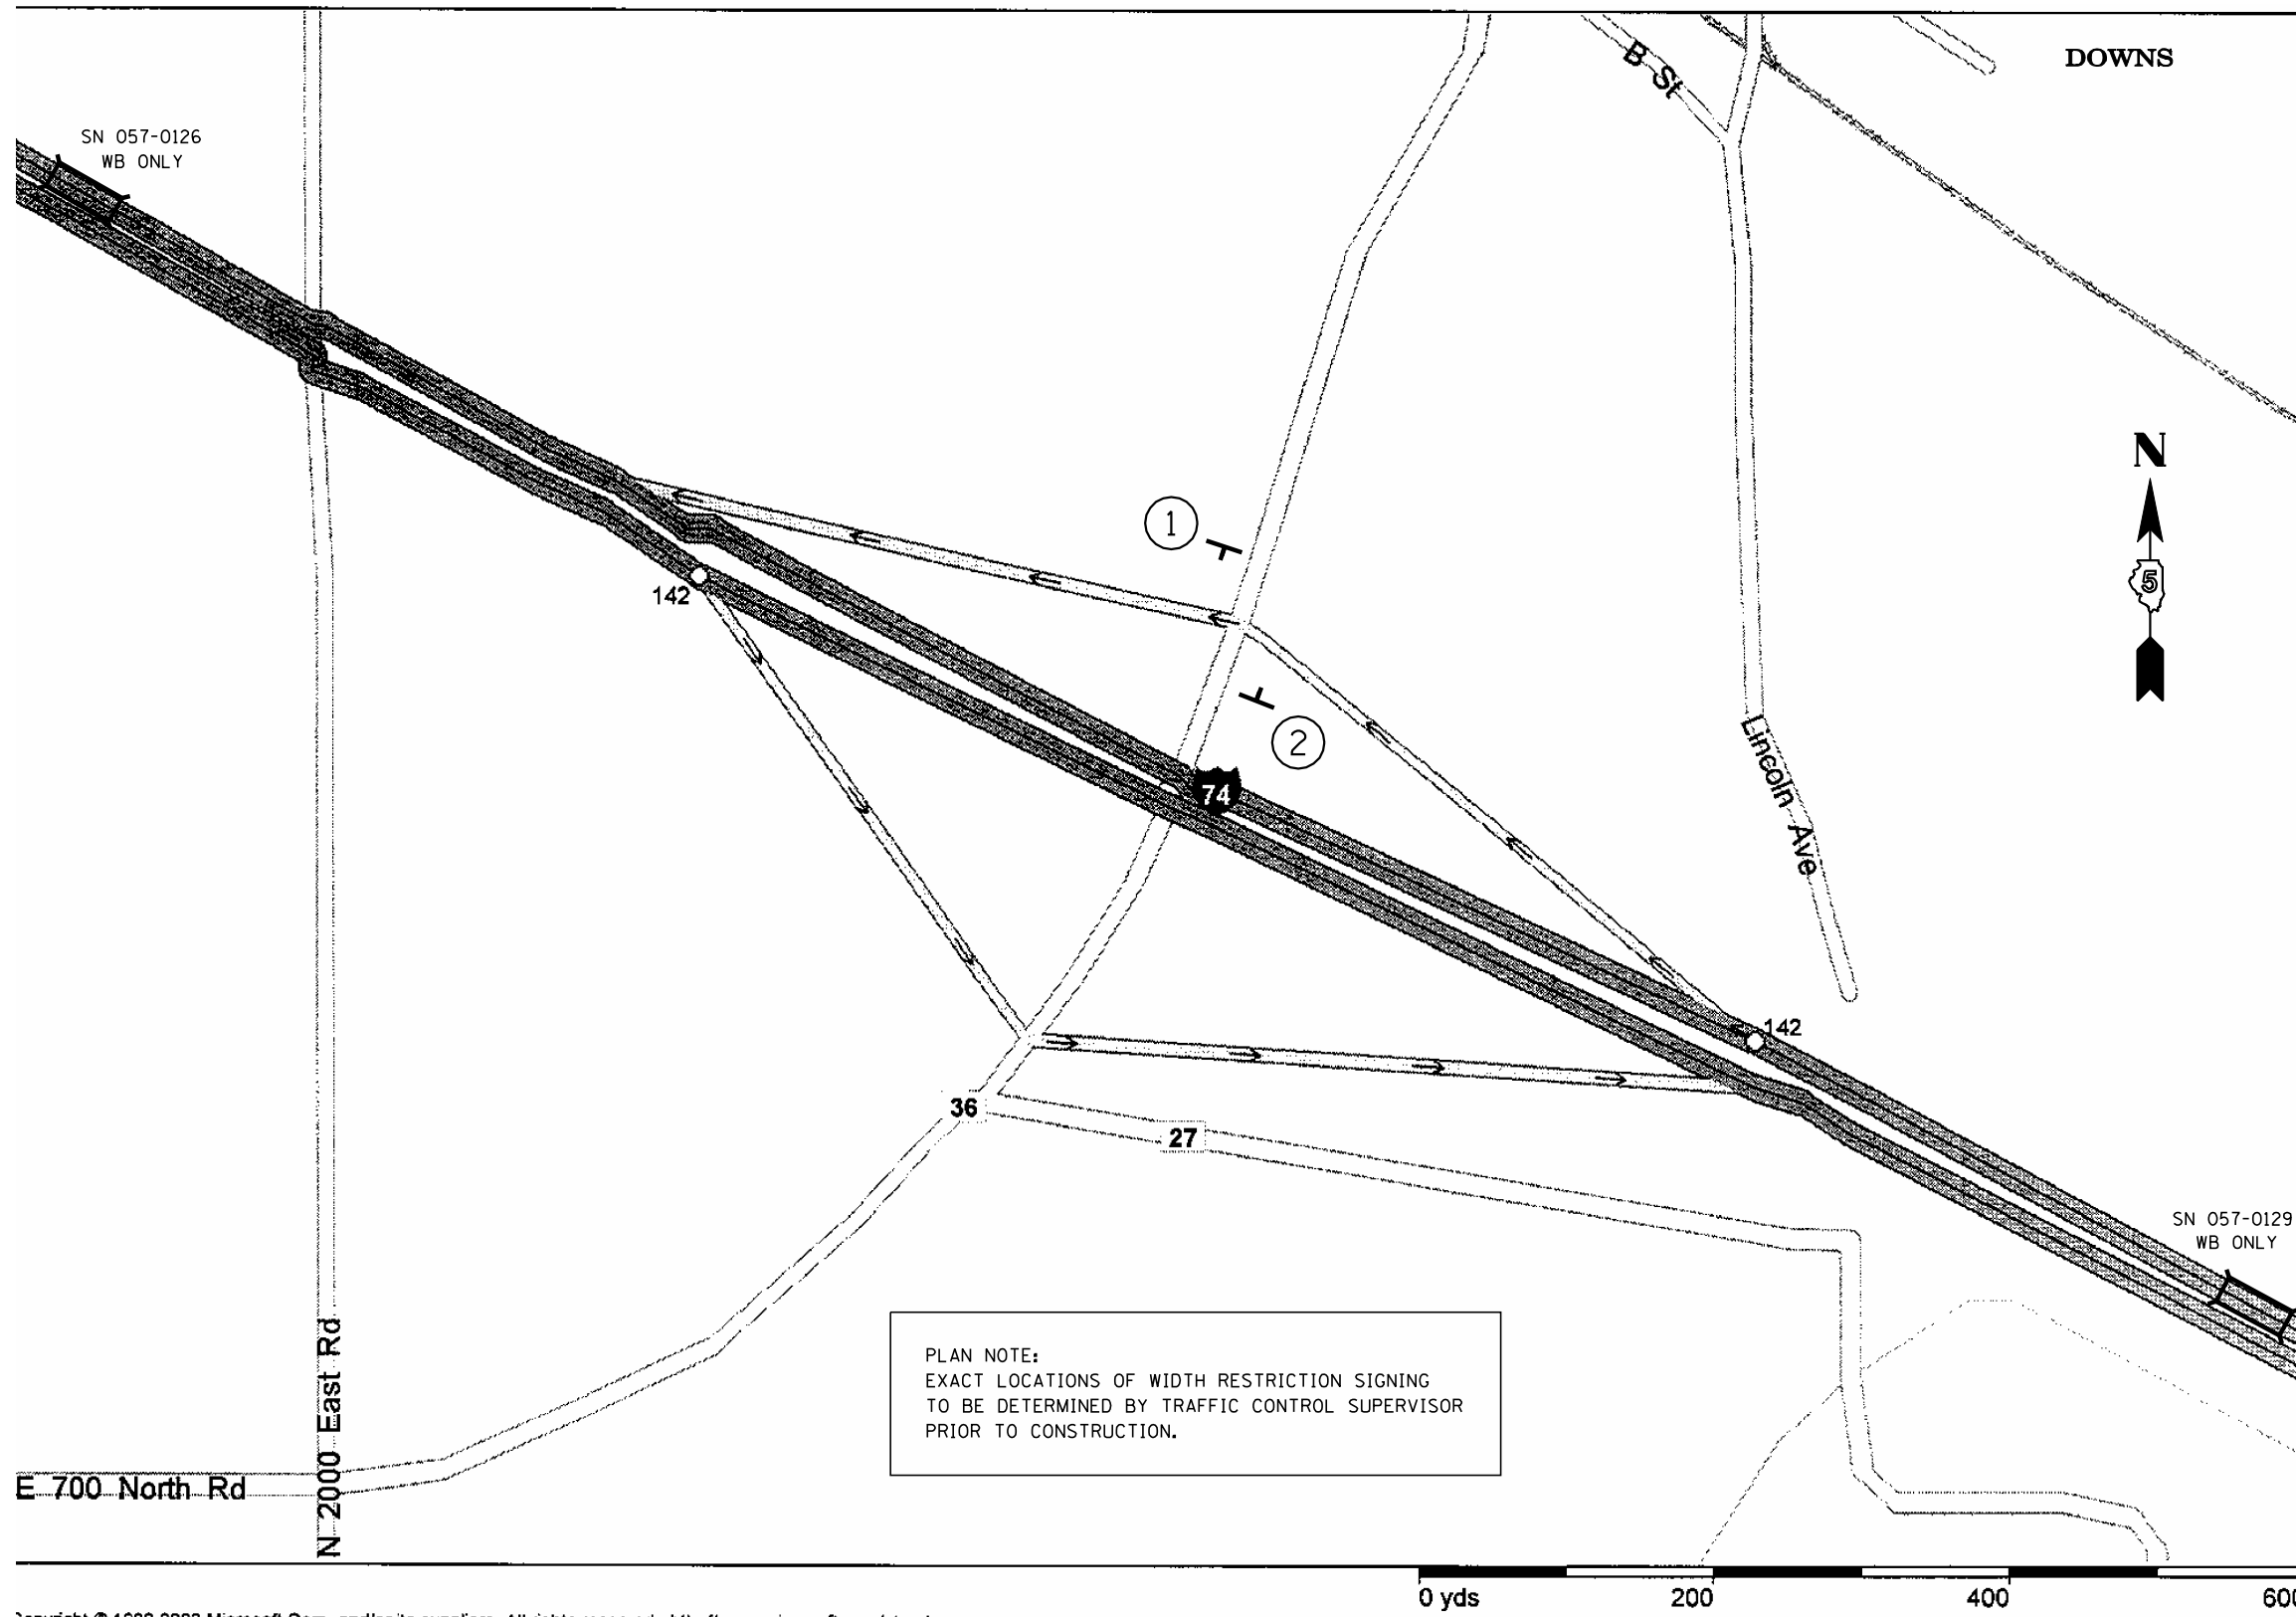 DOWNS
B St
SN 057-0126
WB ONLY
N
5
1
142
2
74
Lincoln Ave
142
36
27
SN 057-0129
WB ONLY
PLAN NOTE:
EXACT LOCATIONS OF WIDTH RESTRICTION SIGNING
TO BE DETERMINED BY TRAFFIC CONTROL SUPERVISOR
PRIOR TO CONSTRUCTION.
N 2000 East Rd
E 700 North Rd
0 yds 200 400